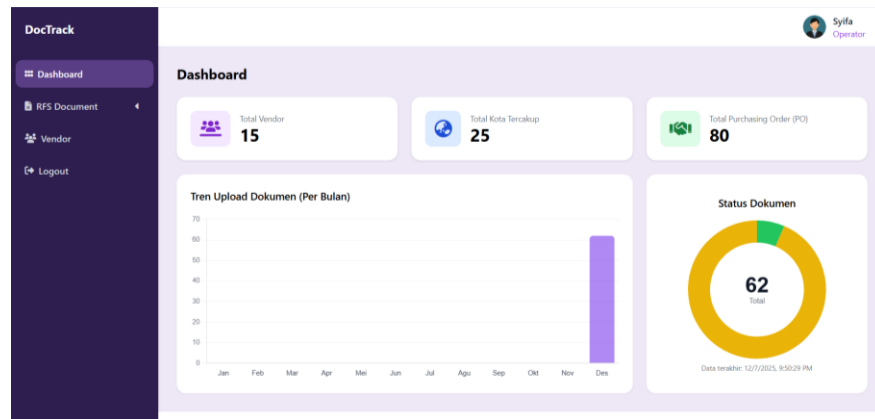 DocTrack
Syifa
Operator
Dashboard
RFS Document
Vendor
Logout
Dashboard
Total Vendor
15
Total Kota Tercakup
25
Total Purchasing Order (PO)
80
Tren Upload Dokumen (Per Bulan)
70
60
50
40
30
20
10
0
Jan Feb Mar Apr Mei Jun Jul Agu Sep Okt Nov Des
Status Dokumen
62
Total
Data terakhir: 12/7/2025, 9:50:29 PM